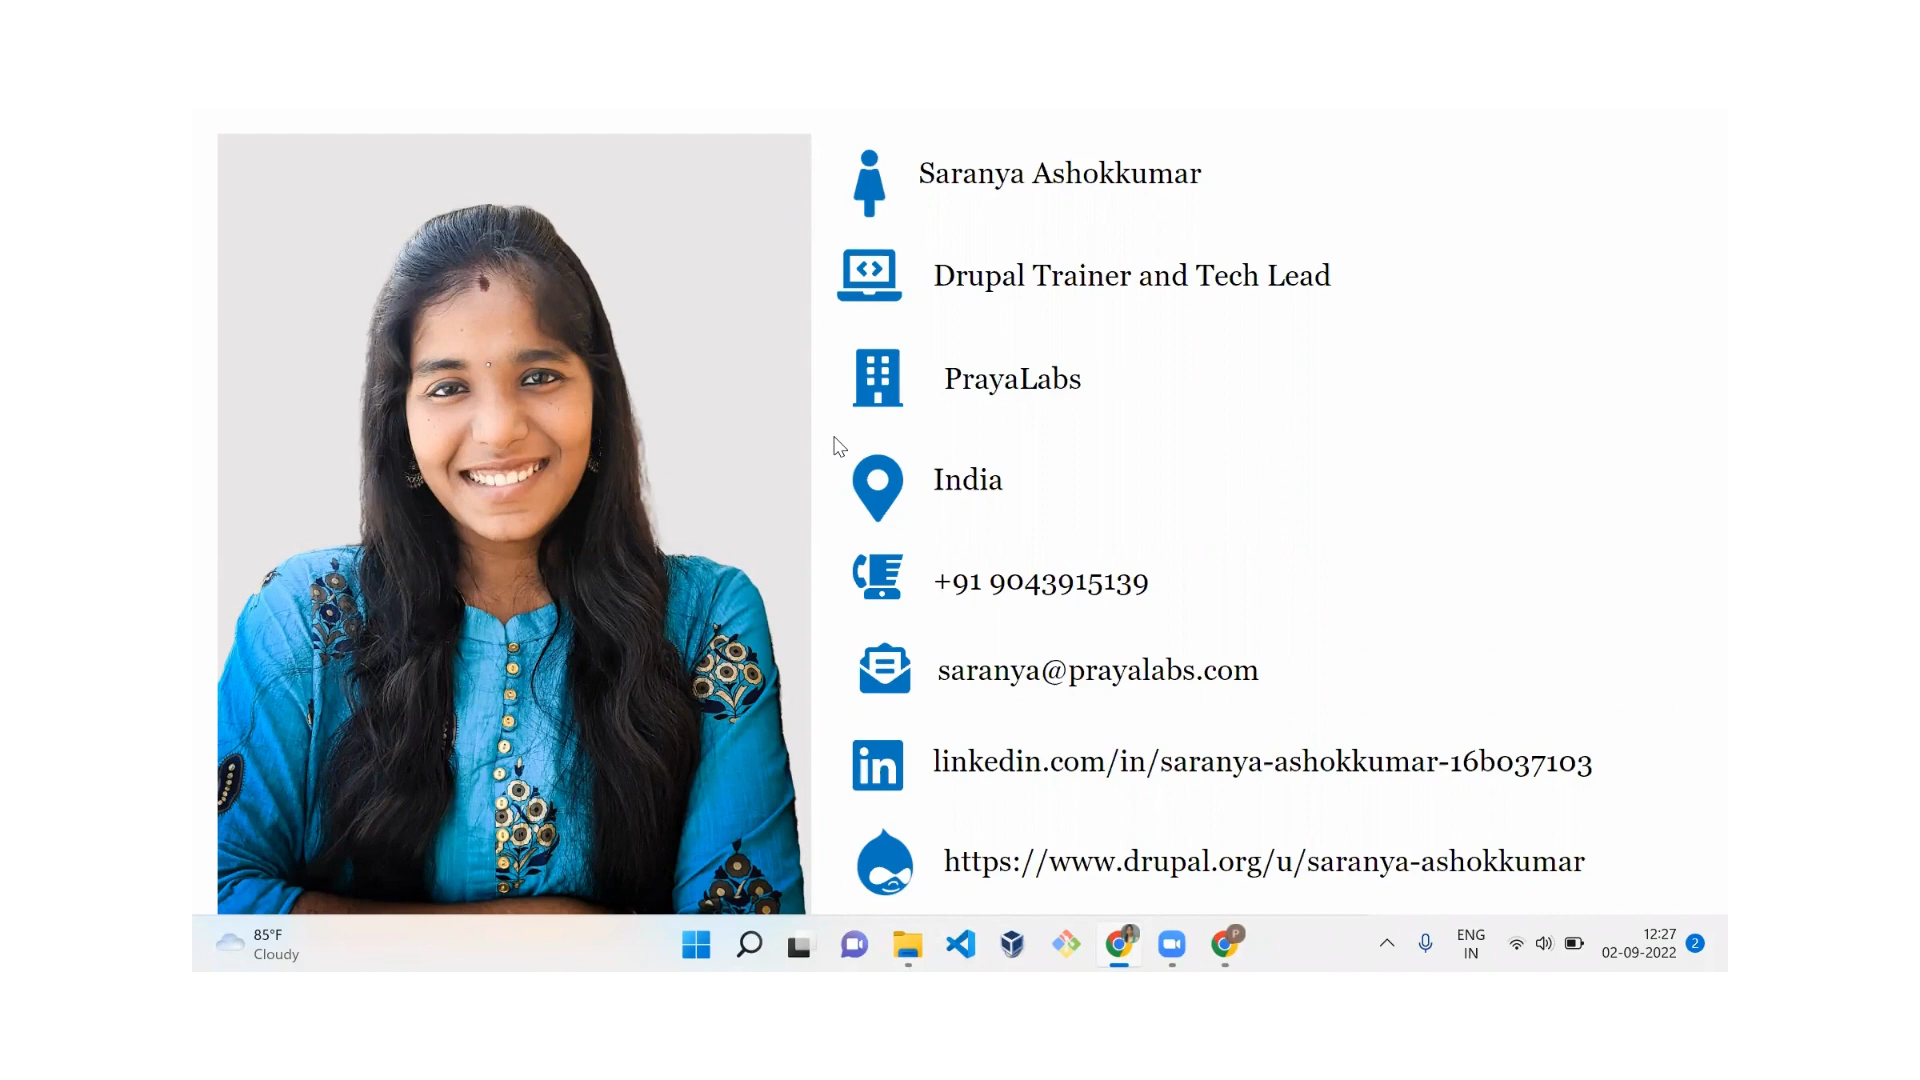 Saranya Ashokkumar
Drupal Trainer and Tech Lead
PrayaLabs
India
+91 9043915139
saranya@prayalabs.com
in
linkedin.com/in/saranya-ashokkumar-16b037103
https://www.drupal.org/u/saranya-ashokkumar
85°F
Cloudy
P
ENG
IN
12:27
02-09-2022
2